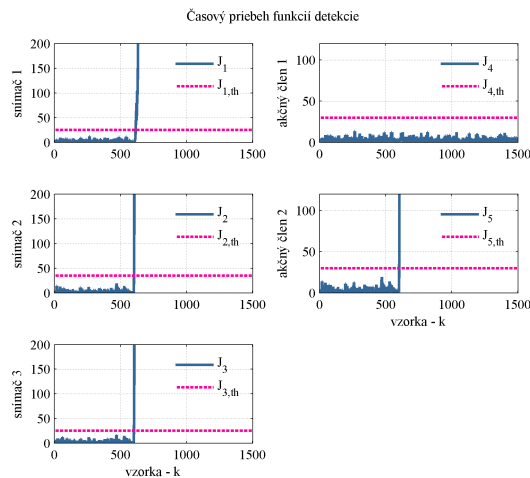 Časový priebeh funkcií detekcie
snímač 1
200
150
100
50
0
0 500 1000 1500
J1
J1,th
akčný člen 1
100
50
0
0 500 1000 1500
J4
J4,th
snímač 2
200
150
100
50
0
0 500 1000 1500
J2
J2,th
akčný člen 2
100
50
0
0 500 1000 1500
J5
J5,th
vzorka - k
snímač 3
200
150
100
50
0
0 500 1000 1500
J3
J3,th
vzorka - k